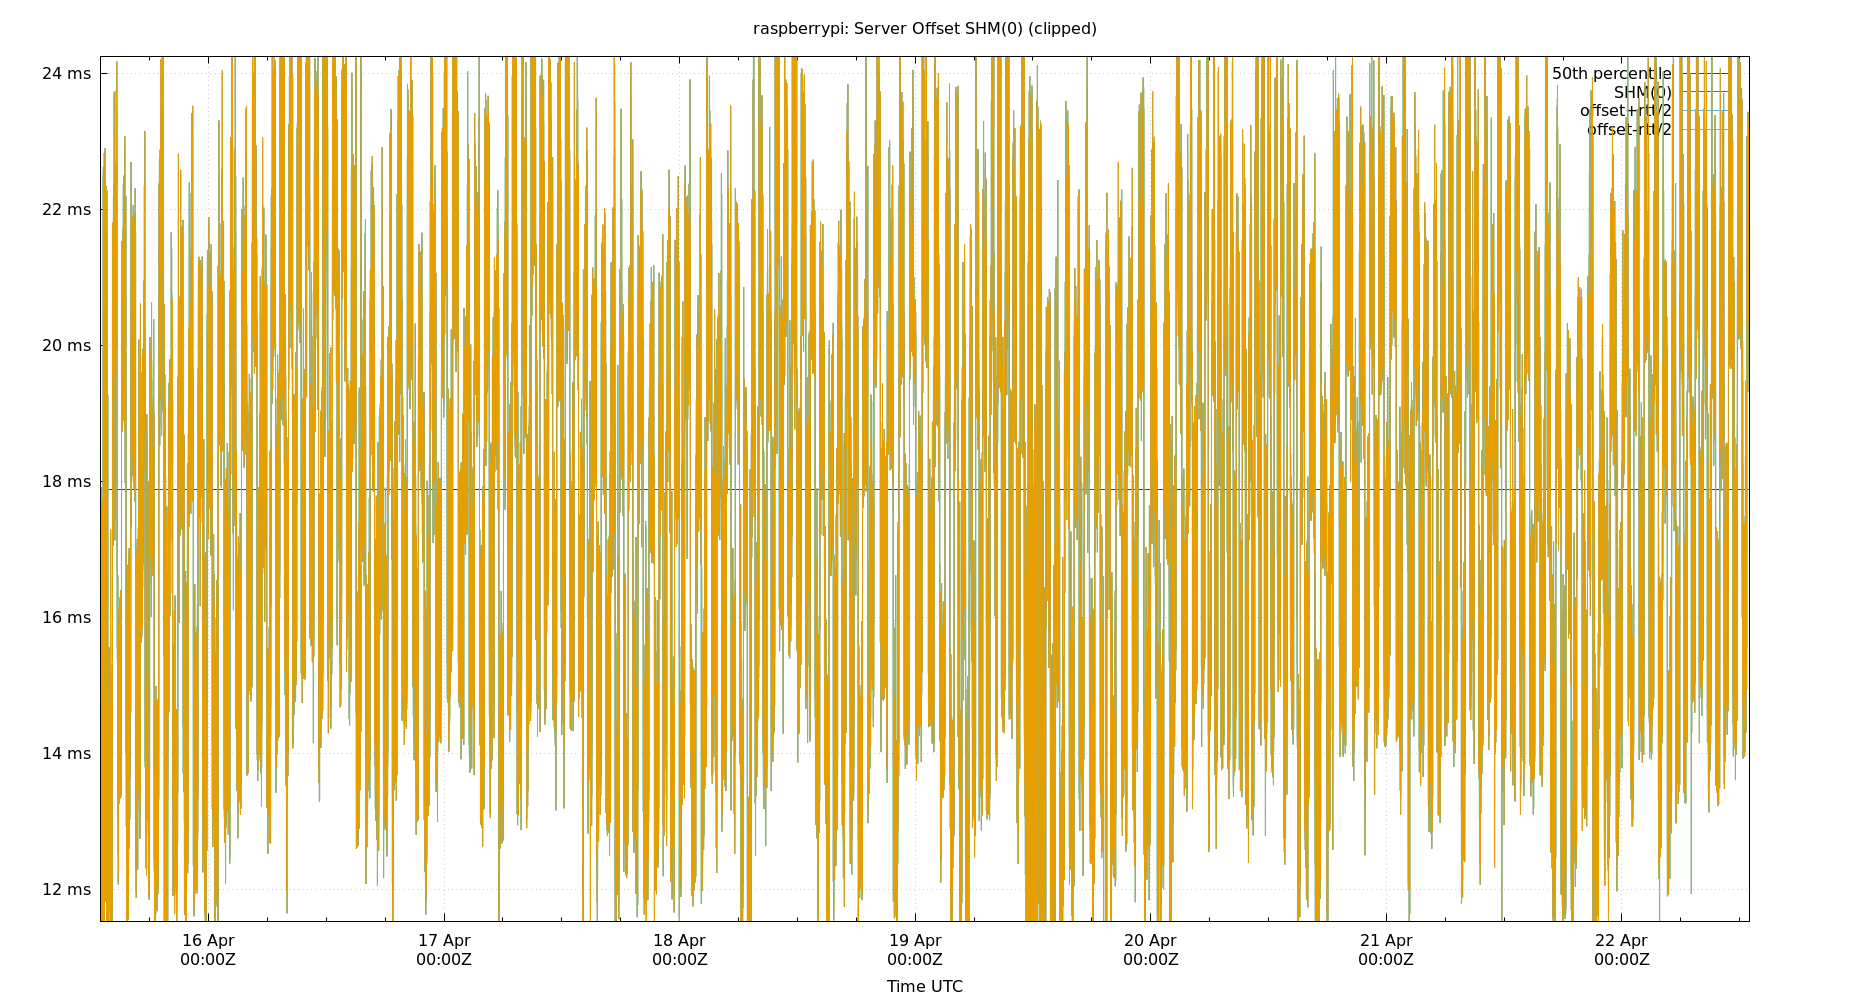 raspberrypi: Server Offset SHM(0) (clipped)
24 ms
22 ms
20 ms
18 ms
16 ms
14 ms
12 ms
50th percentile
SHM(0)
offset+rtt/2
offset-rtt/2
16 Apr
00:00Z
17 Apr
00:00Z
18 Apr
00:00Z
19 Apr
00:00Z
20 Apr
00:00Z
21 Apr
00:00Z
22 Apr
00:00Z
Time UTC